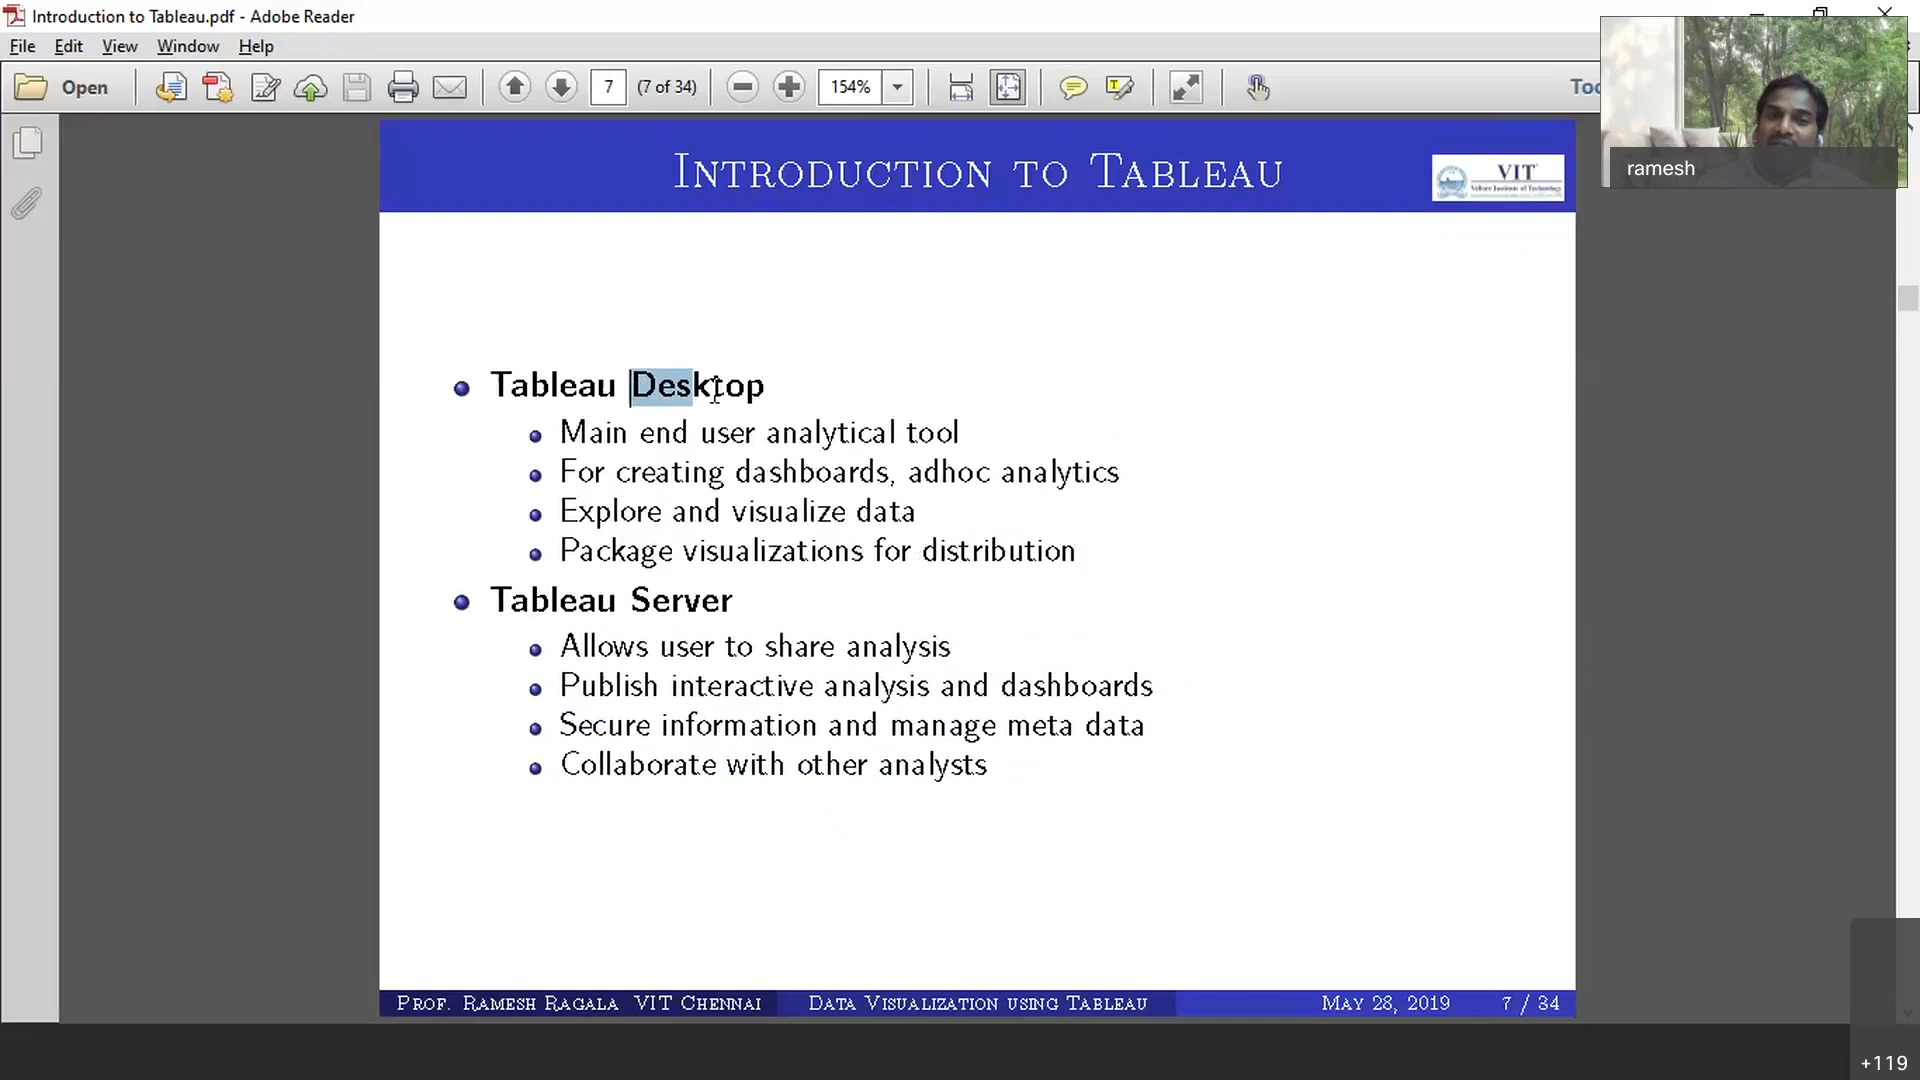 Introduction to Tableau.pdf - Adobe Reader
File Edit View Window Help
Open 7 (7 of 34) 154% Too
ramesh
INTRODUCTION TO TABLEAU
VIT
Vellore Institute of Technology
Tableau Desktop
Main end user analytical tool
For creating dashboards, adhoc analytics
Explore and visualize data
Package visualizations for distribution
Tableau Server
Allows user to share analysis
Publish interactive analysis and dashboards
Secure information and manage meta data
Collaborate with other analysts
PROF. RAMESH RAGALA VIT CHENNAI DATA VISUALIZATION USING TABLEAU MAY 28, 2019 7 / 34
+119